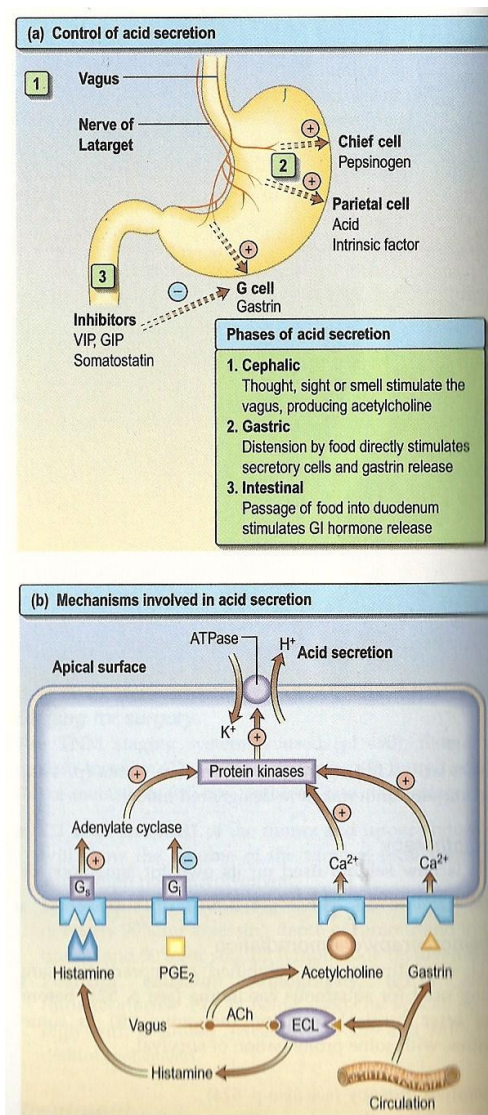 (a) Control of acid secretion
1
Vagus
Nerve of
Latarget
+
Chief cell
Pepsinogen
2
+
Parietal cell
Acid
Intrinsic factor
3
+
−
G cell
Gastrin
Inhibitors
VIP, GIP
Somatostatin
Phases of acid secretion
1. Cephalic
Thought, sight or smell stimulate the
vagus, producing acetylcholine
2. Gastric
Distension by food directly stimulates
secretory cells and gastrin release
3. Intestinal
Passage of food into duodenum
stimulates GI hormone release
(b) Mechanisms involved in acid secretion
ATPase
H⁺
Acid secretion
Apical surface
K⁺
+
Protein kinases
+
+
+
Adenylate cyclase
+
−
Ca²⁺
Ca²⁺
Gₛ
Gᵢ
Histamine
PGE₂
Acetylcholine
Gastrin
Vagus
ACh
ECL
Histamine
Circulation